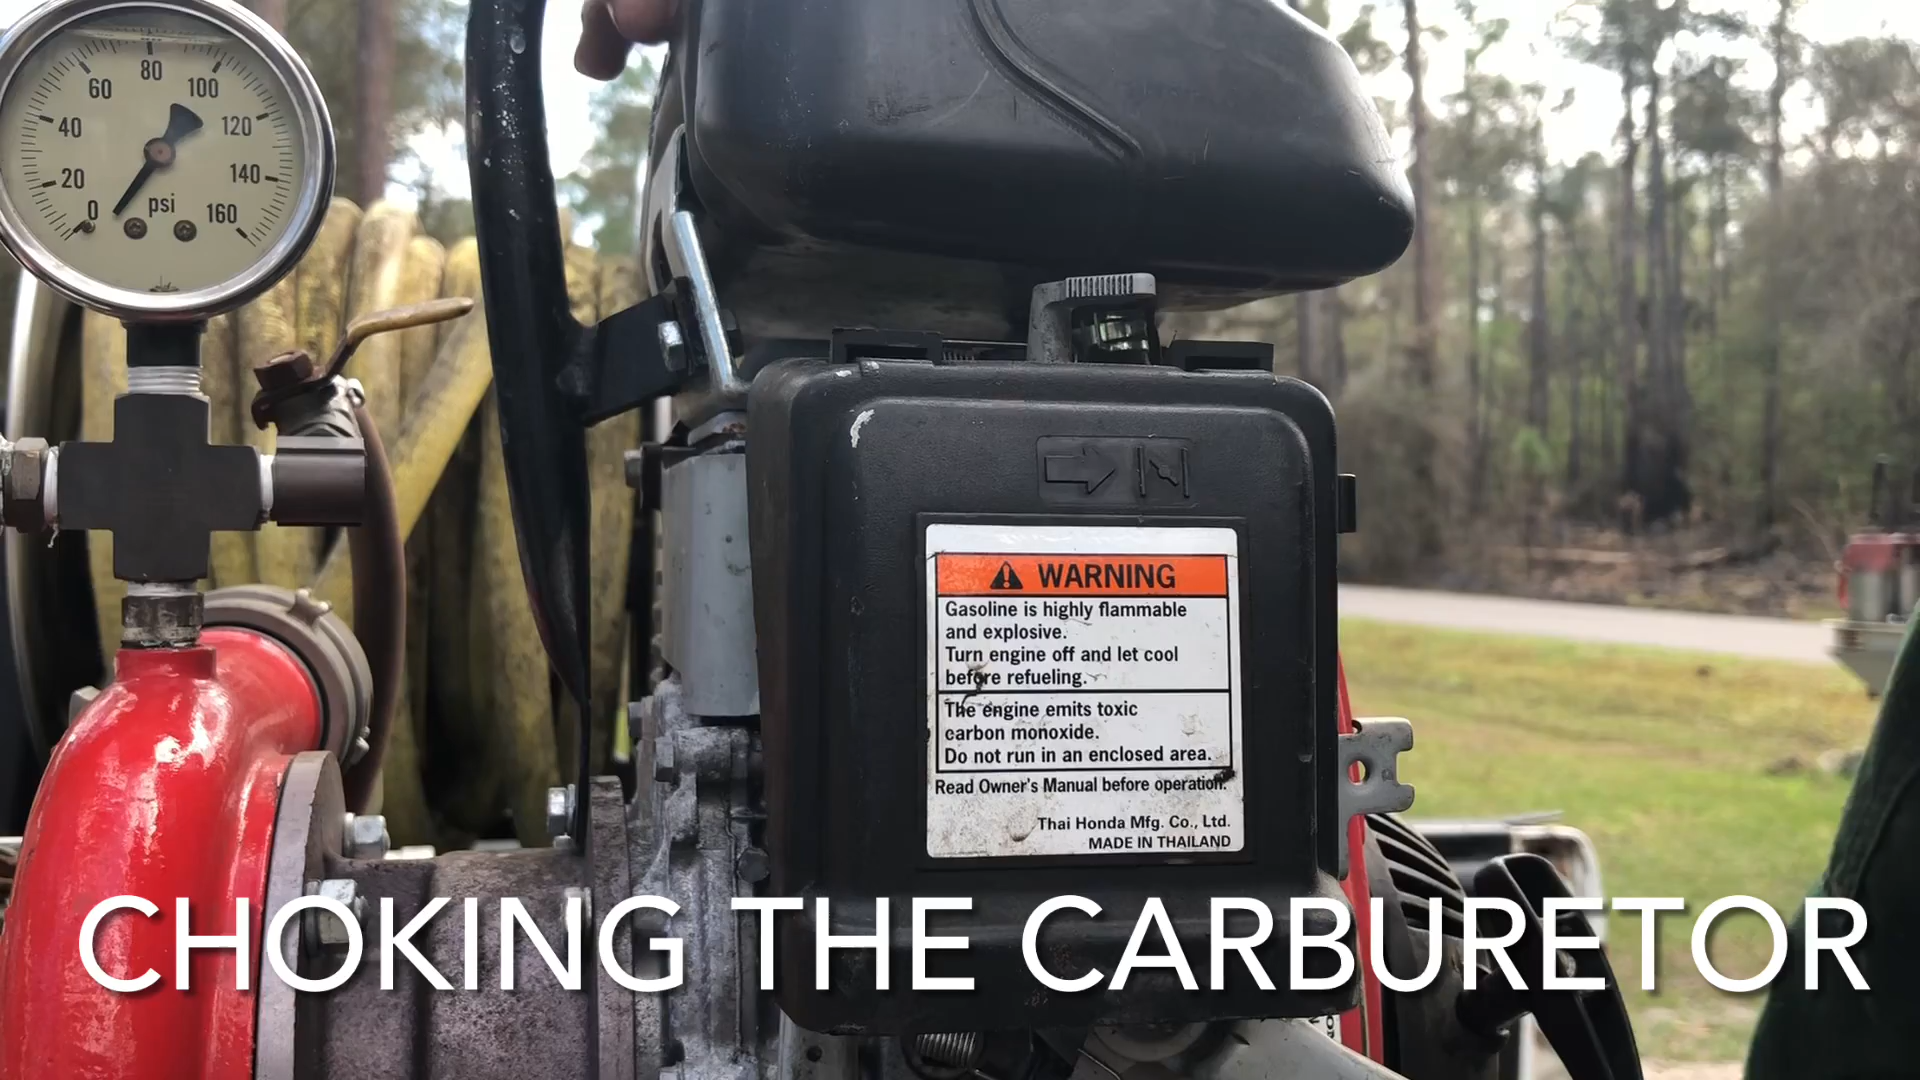 80
60
100
40
120
20
140
0
psi
160
WARNING
Gasoline is highly flammable
and explosive.
Turn engine off and let cool
before refueling.
The engine emits toxic
carbon monoxide.
Do not run in an enclosed area.
Read Owner's Manual before operation.
Thai Honda Mfg. Co., Ltd.
MADE IN THAILAND
CHOKING THE CARBURETOR